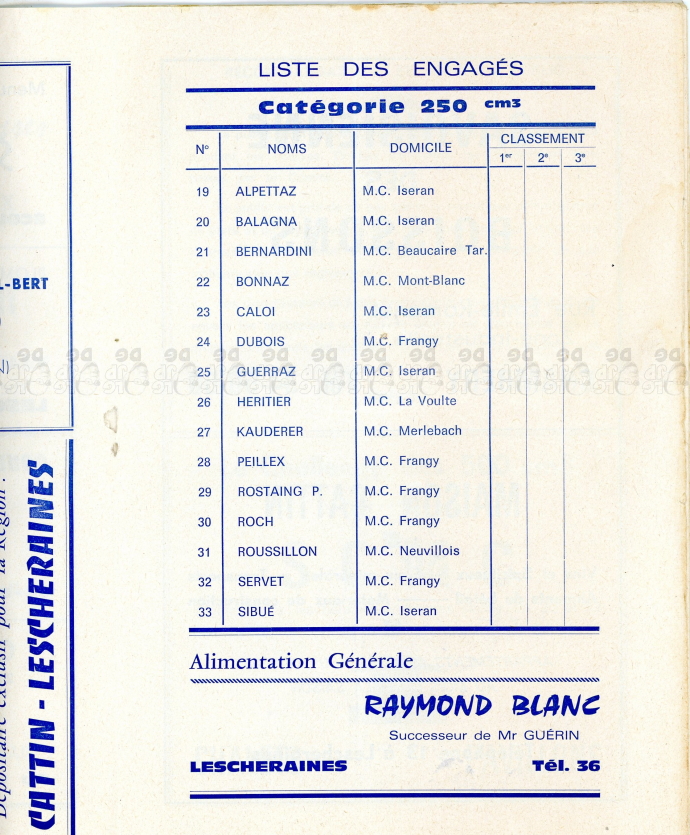 LISTE DES ENGAGÉS
Catégorie 250 cm3
N° NOMS DOMICILE CLASSEMENT
1er 2e 3e
19 ALPETTAZ M.C. Iseran
20 BALAGNA M.C. Iseran
21 BERNARDINI M.C. Beaucaire Tar.
22 BONNAZ M.C. Mont-Blanc
23 CALOI M.C. Iseran
24 DUBOIS M.C. Frangy
25 GUERRAZ M.C. Iseran
26 HERITIER M.C. La Voulte
27 KAUDERER M.C. Merlebach
28 PEILLEX M.C. Frangy
29 ROSTAING P. M.C. Frangy
30 ROCH M.C. Frangy
31 ROUSSILLON M.C. Neuvillois
32 SERVET M.C. Frangy
33 SIBUÉ M.C. Iseran
Alimentation Générale
RAYMOND BLANC
Successeur de Mr GUÉRIN
LESCHERAINES Tél. 36
L-BERT
Dépositaire exclusif pour la Région :
CATTIN - LESCHERAINES